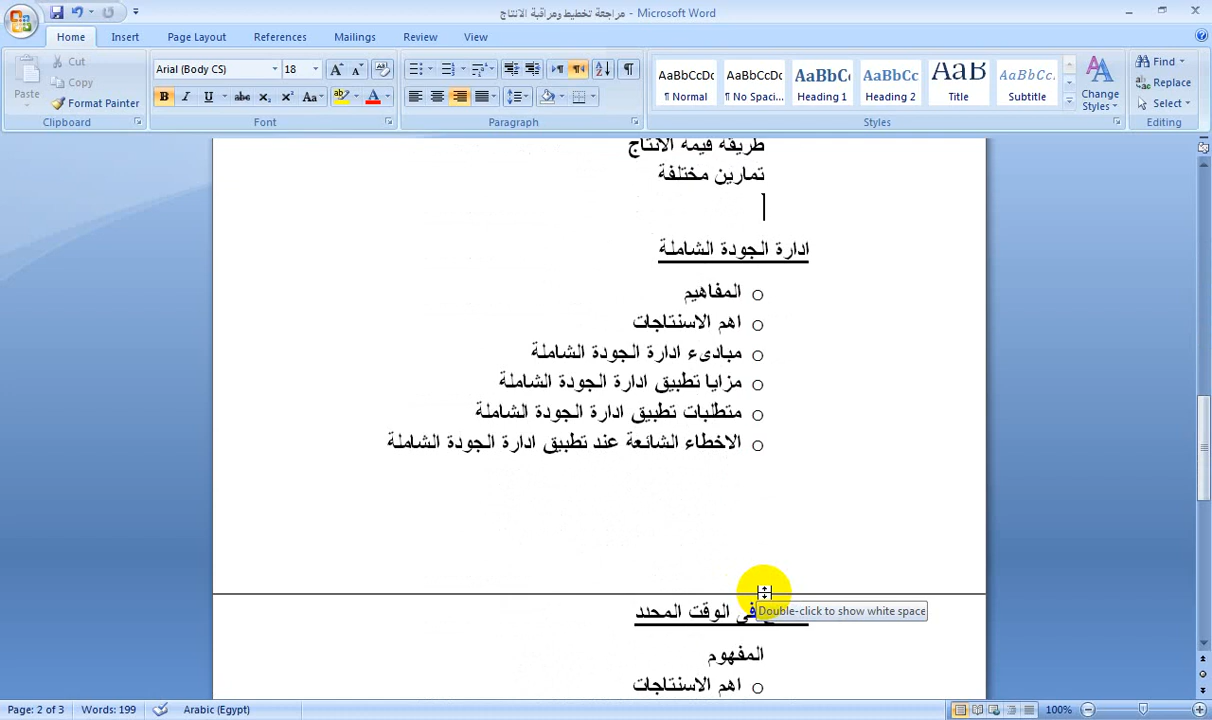 مراجعة تخطيط ومراقبة الانتاج - Microsoft Word
Home
Insert
Page Layout
References
Mailings
Review
View
Paste
Cut
Copy
Format Painter
Clipboard
Arial (Body CS)
18
Font
Paragraph
AaBbCcDc
¶ Normal
AaBbCcDc
¶ No Spaci...
AaBbC
Heading 1
AaBbCc
Heading 2
AaB
Title
AaBbCc
Subtitle
Change Styles
Styles
Find
Replace
Select
Editing
طريقة قيمة الانتاج
تمارين مختلفة
ادارة الجودة الشاملة
المفاهيم
اهم الاسنتاجات
مبادىء ادارة الجودة الشاملة
مزايا تطبيق ادارة الجودة الشاملة
متطلبات تطبيق ادارة الجودة الشاملة
الاخطاء الشائعة عند تطبيق ادارة الجودة الشاملة
فى الوقت المحدد
Double-click to show white space
المفهوم
اهم الاسنتاجات
Page: 2 of 3
Words: 199
Arabic (Egypt)
100%